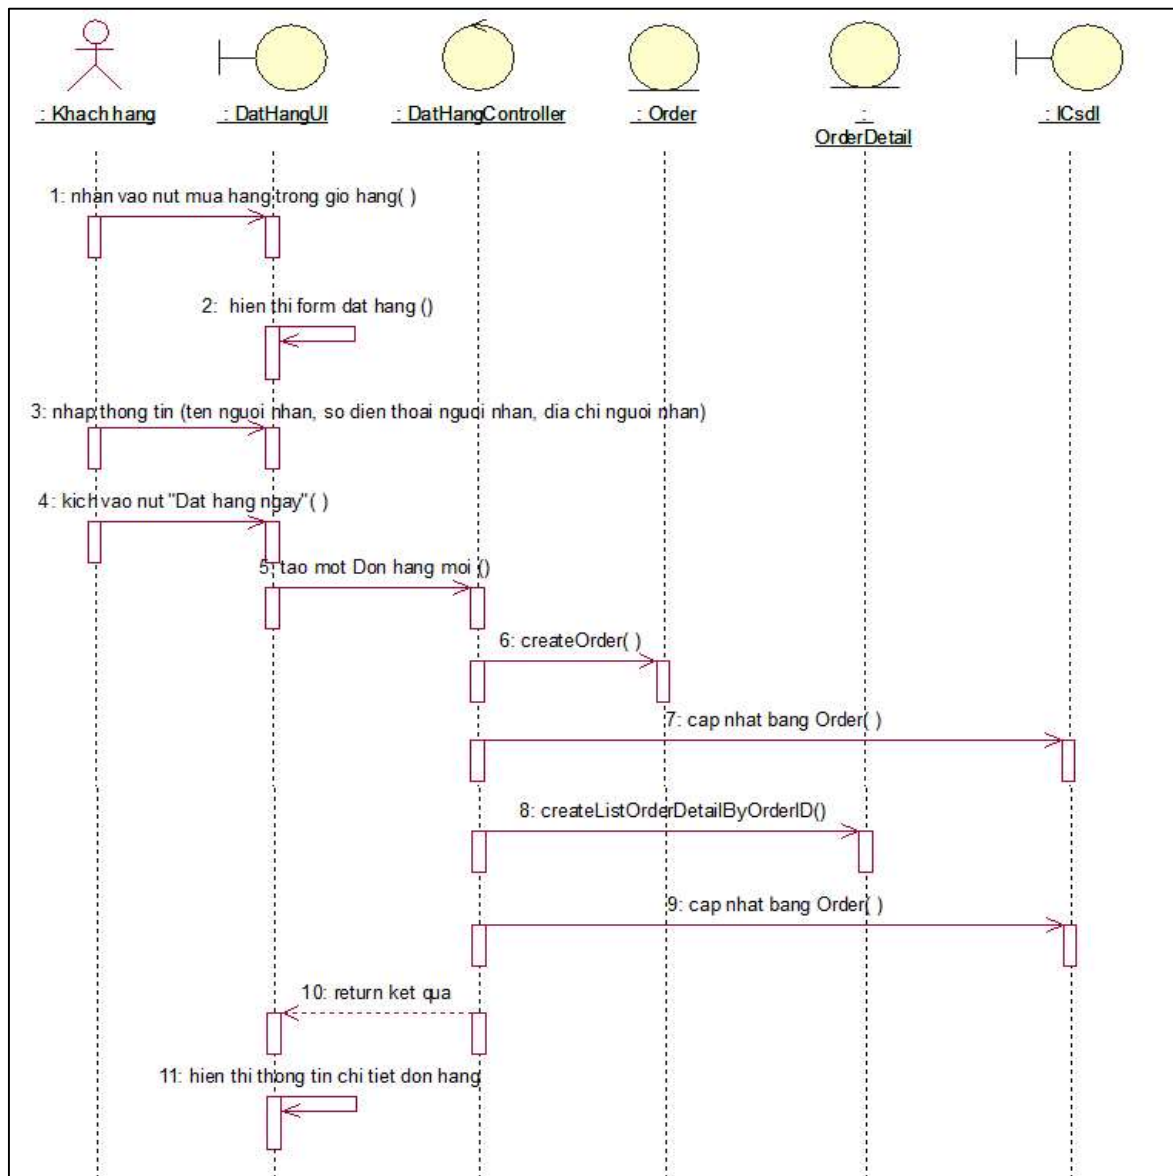 : Khach hang
: DatHangUI
: DatHangController
: Order
:
OrderDetail
: ICsdl
1: nhan vao nut mua hang trong gio hang( )
2: hien thi form dat hang ()
3: nhap thong tin (ten nguoi nhan, so dien thoai nguoi nhan, dia chi nguoi nhan)
4: kich vao nut "Dat hang ngay"( )
5: tao mot Don hang moi ()
6: createOrder( )
7: cap nhat bang Order( )
8: createListOrderDetailByOrderID()
9: cap nhat bang Order( )
10: return ket qua
11: hien thi thong tin chi tiet don hang